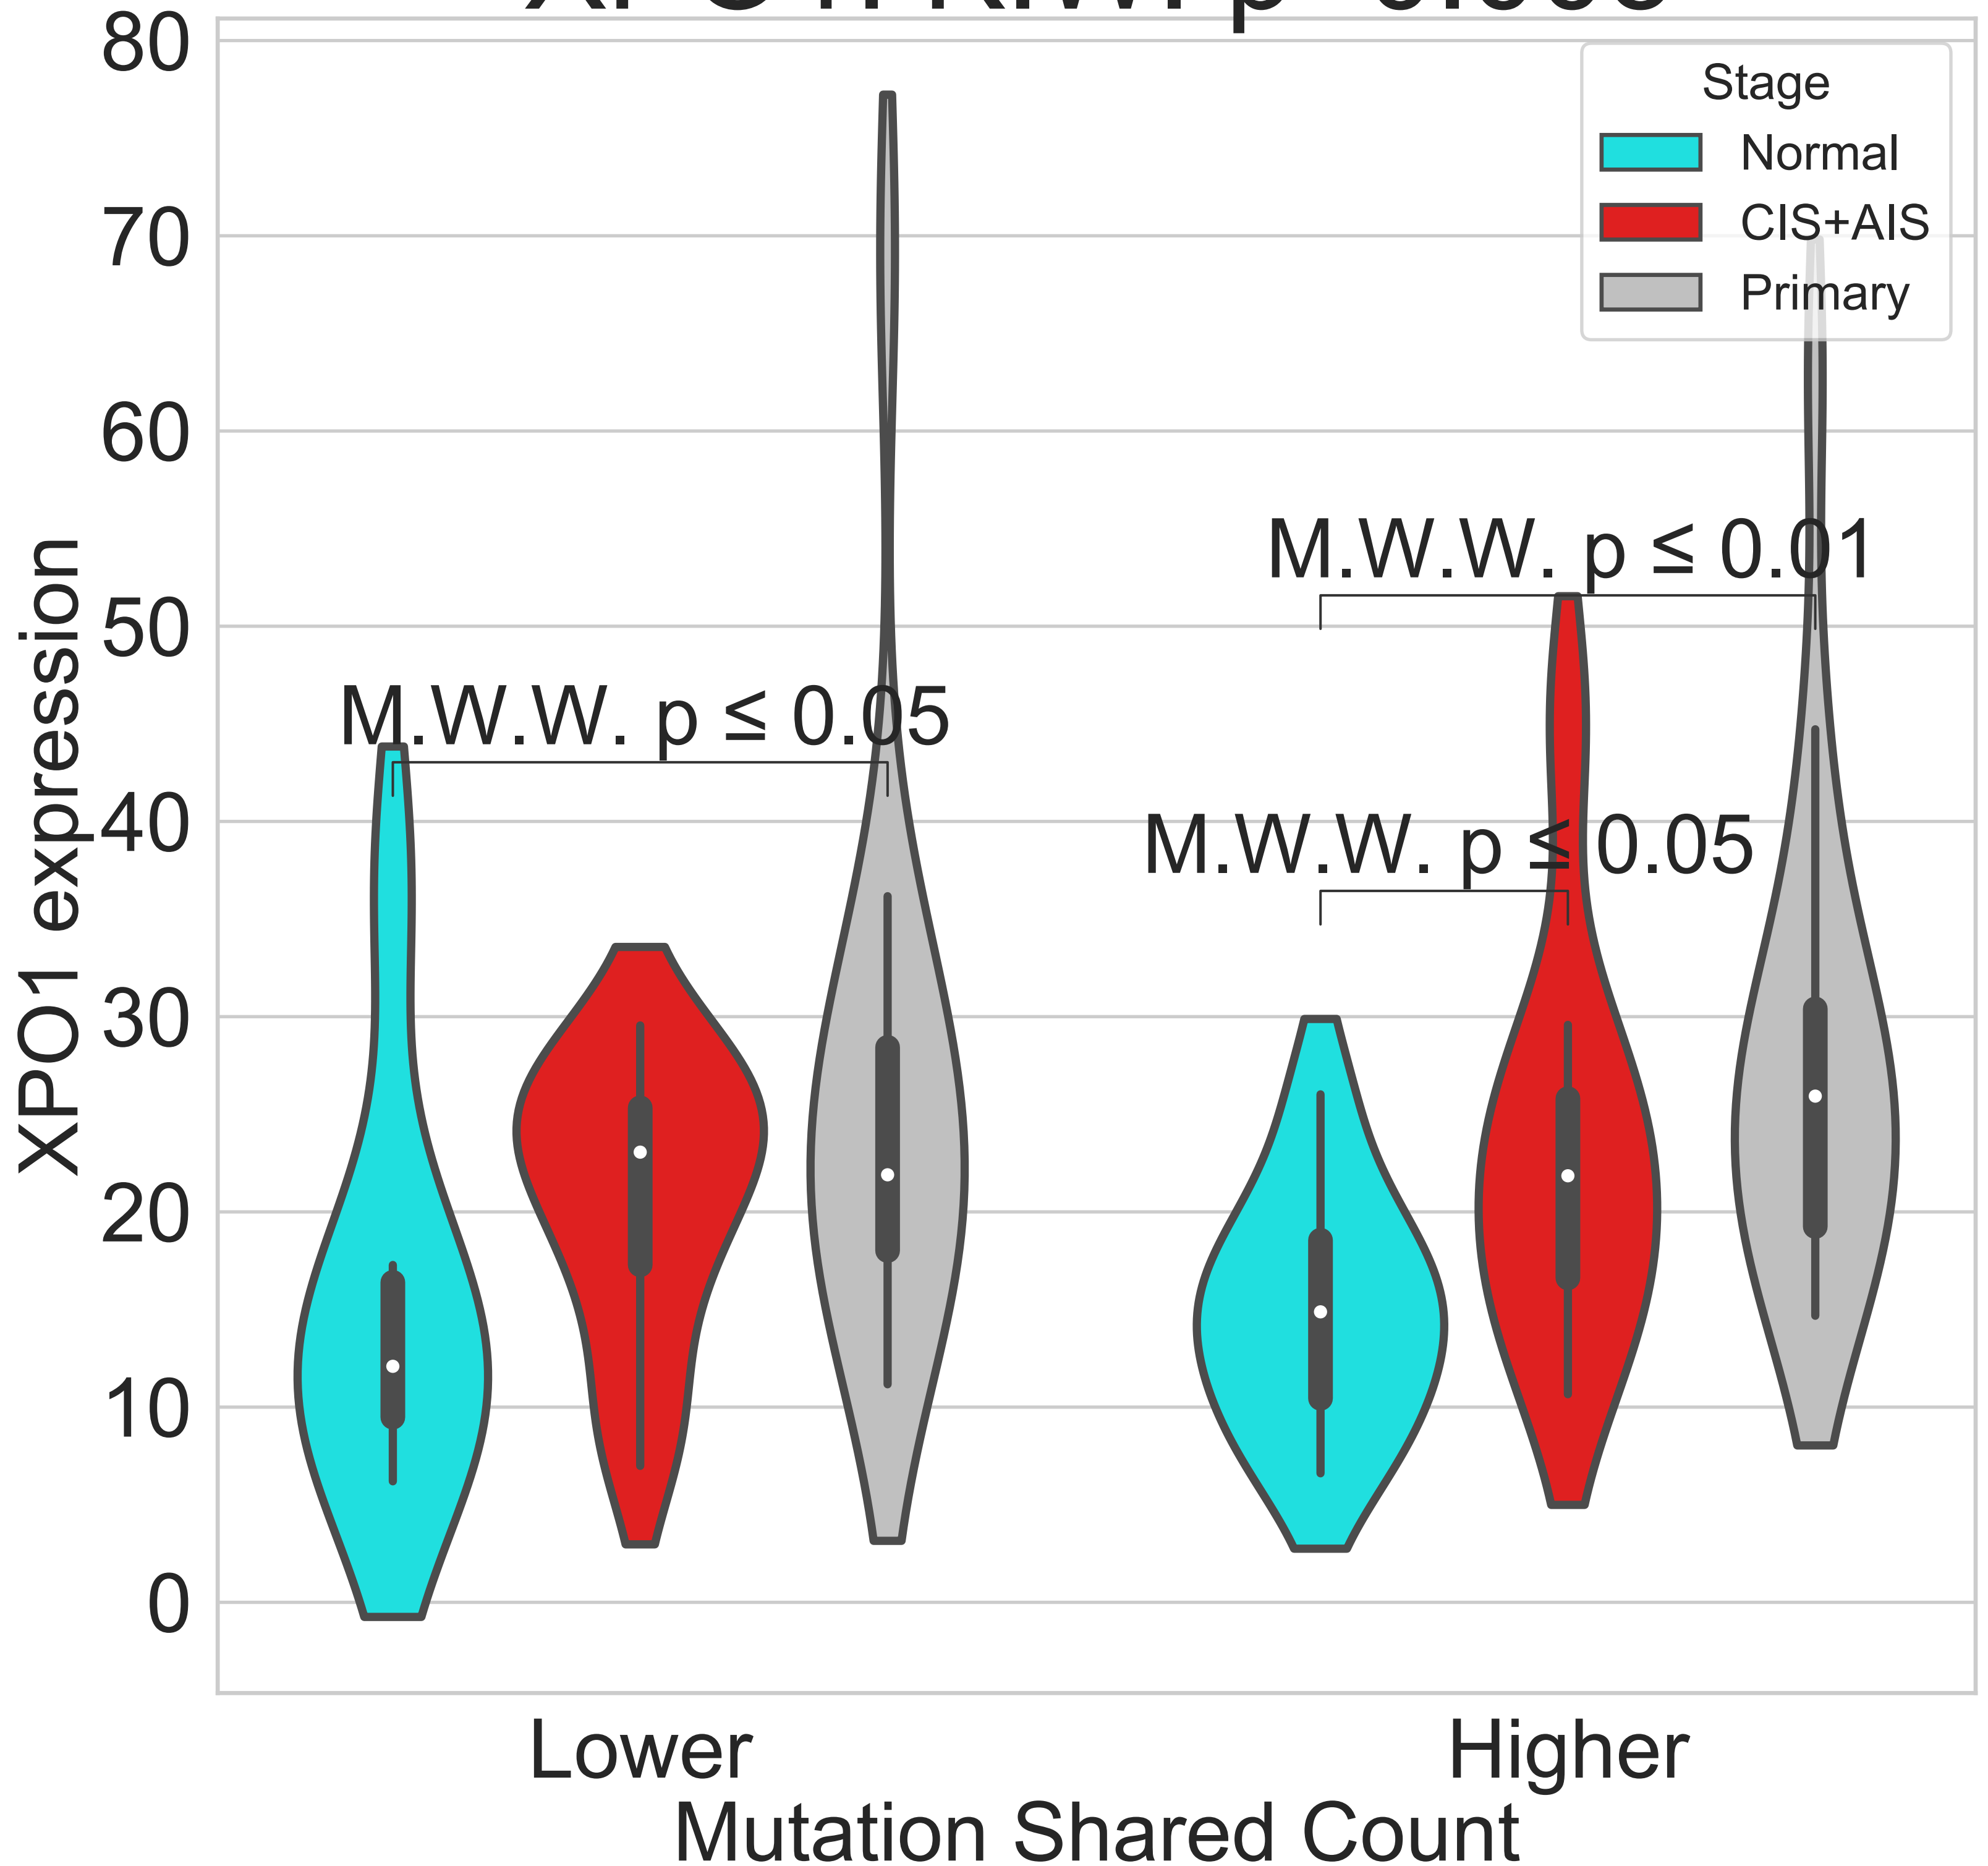 80
70
60
50
40
30
20
10
0
XPO1 expression
Stage
Normal
CIS+AIS
Primary
M.W.W. p ≤ 0.01
M.W.W. p ≤ 0.05
M.W.W. p ≤ 0.05
Lower
Higher
Mutation Shared Count